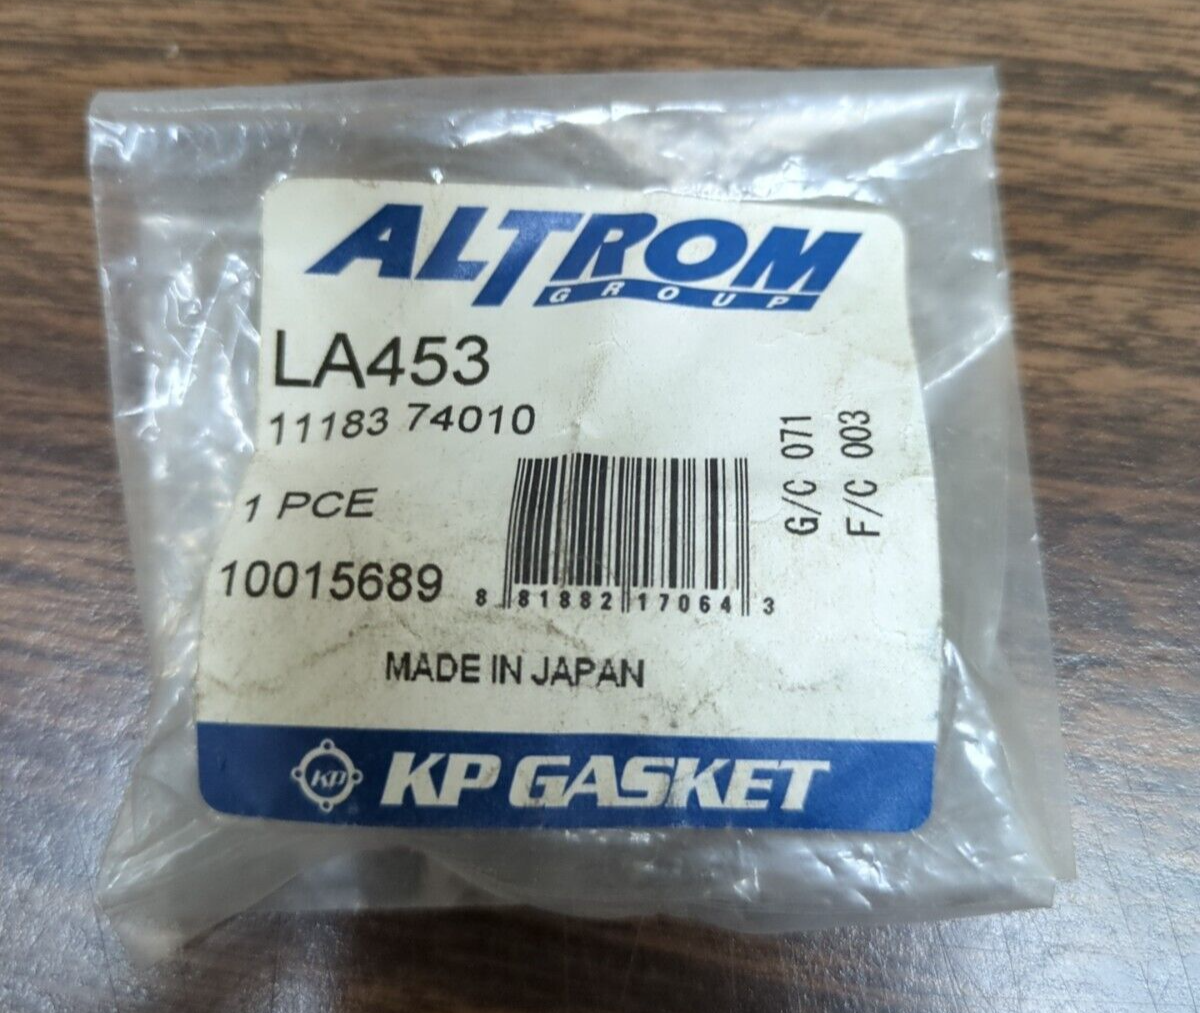 ALTROM
GROUP
LA453
11183 74010
1 PCE
10015689
8 81882 17064 3
G/C 071
F/C 003
MADE IN JAPAN
KP KP GASKET